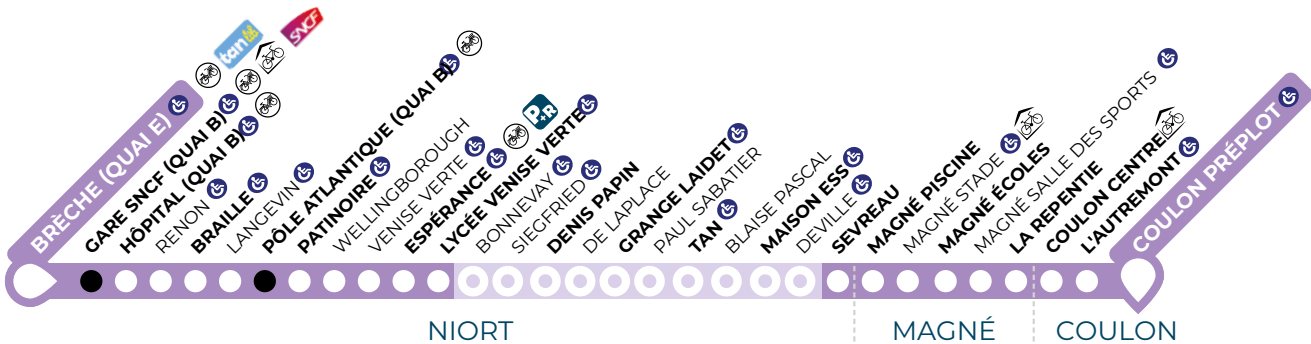 BRÈCHE (QUAI E)
tan
SNCF
GARE SNCF (QUAI B)
HÔPITAL (QUAI B)
RENON
BRAILLE
LANGEVIN
PÔLE ATLANTIQUE (QUAI B)
PATINOIRE
WELLINGBOROUGH
VENISE VERTE
ESPÉRANCE
P+R
LYCÉE VENISE VERTE
BONNEVAY
SIEGFRIED
DENIS PAPIN
DE LAPLACE
GRANGE LAIDET
PAUL SABATIER
TAN
BLAISE PASCAL
MAISON ESS
DEVILLE
SEVREAU
MAGNÉ PISCINE
MAGNÉ STADE
MAGNÉ ÉCOLES
MAGNÉ SALLE DES SPORTS
LA REPENTIE
COULON CENTRE
L'AUTREMONT
COULON PRÉPLOT
NIORT
MAGNÉ
COULON